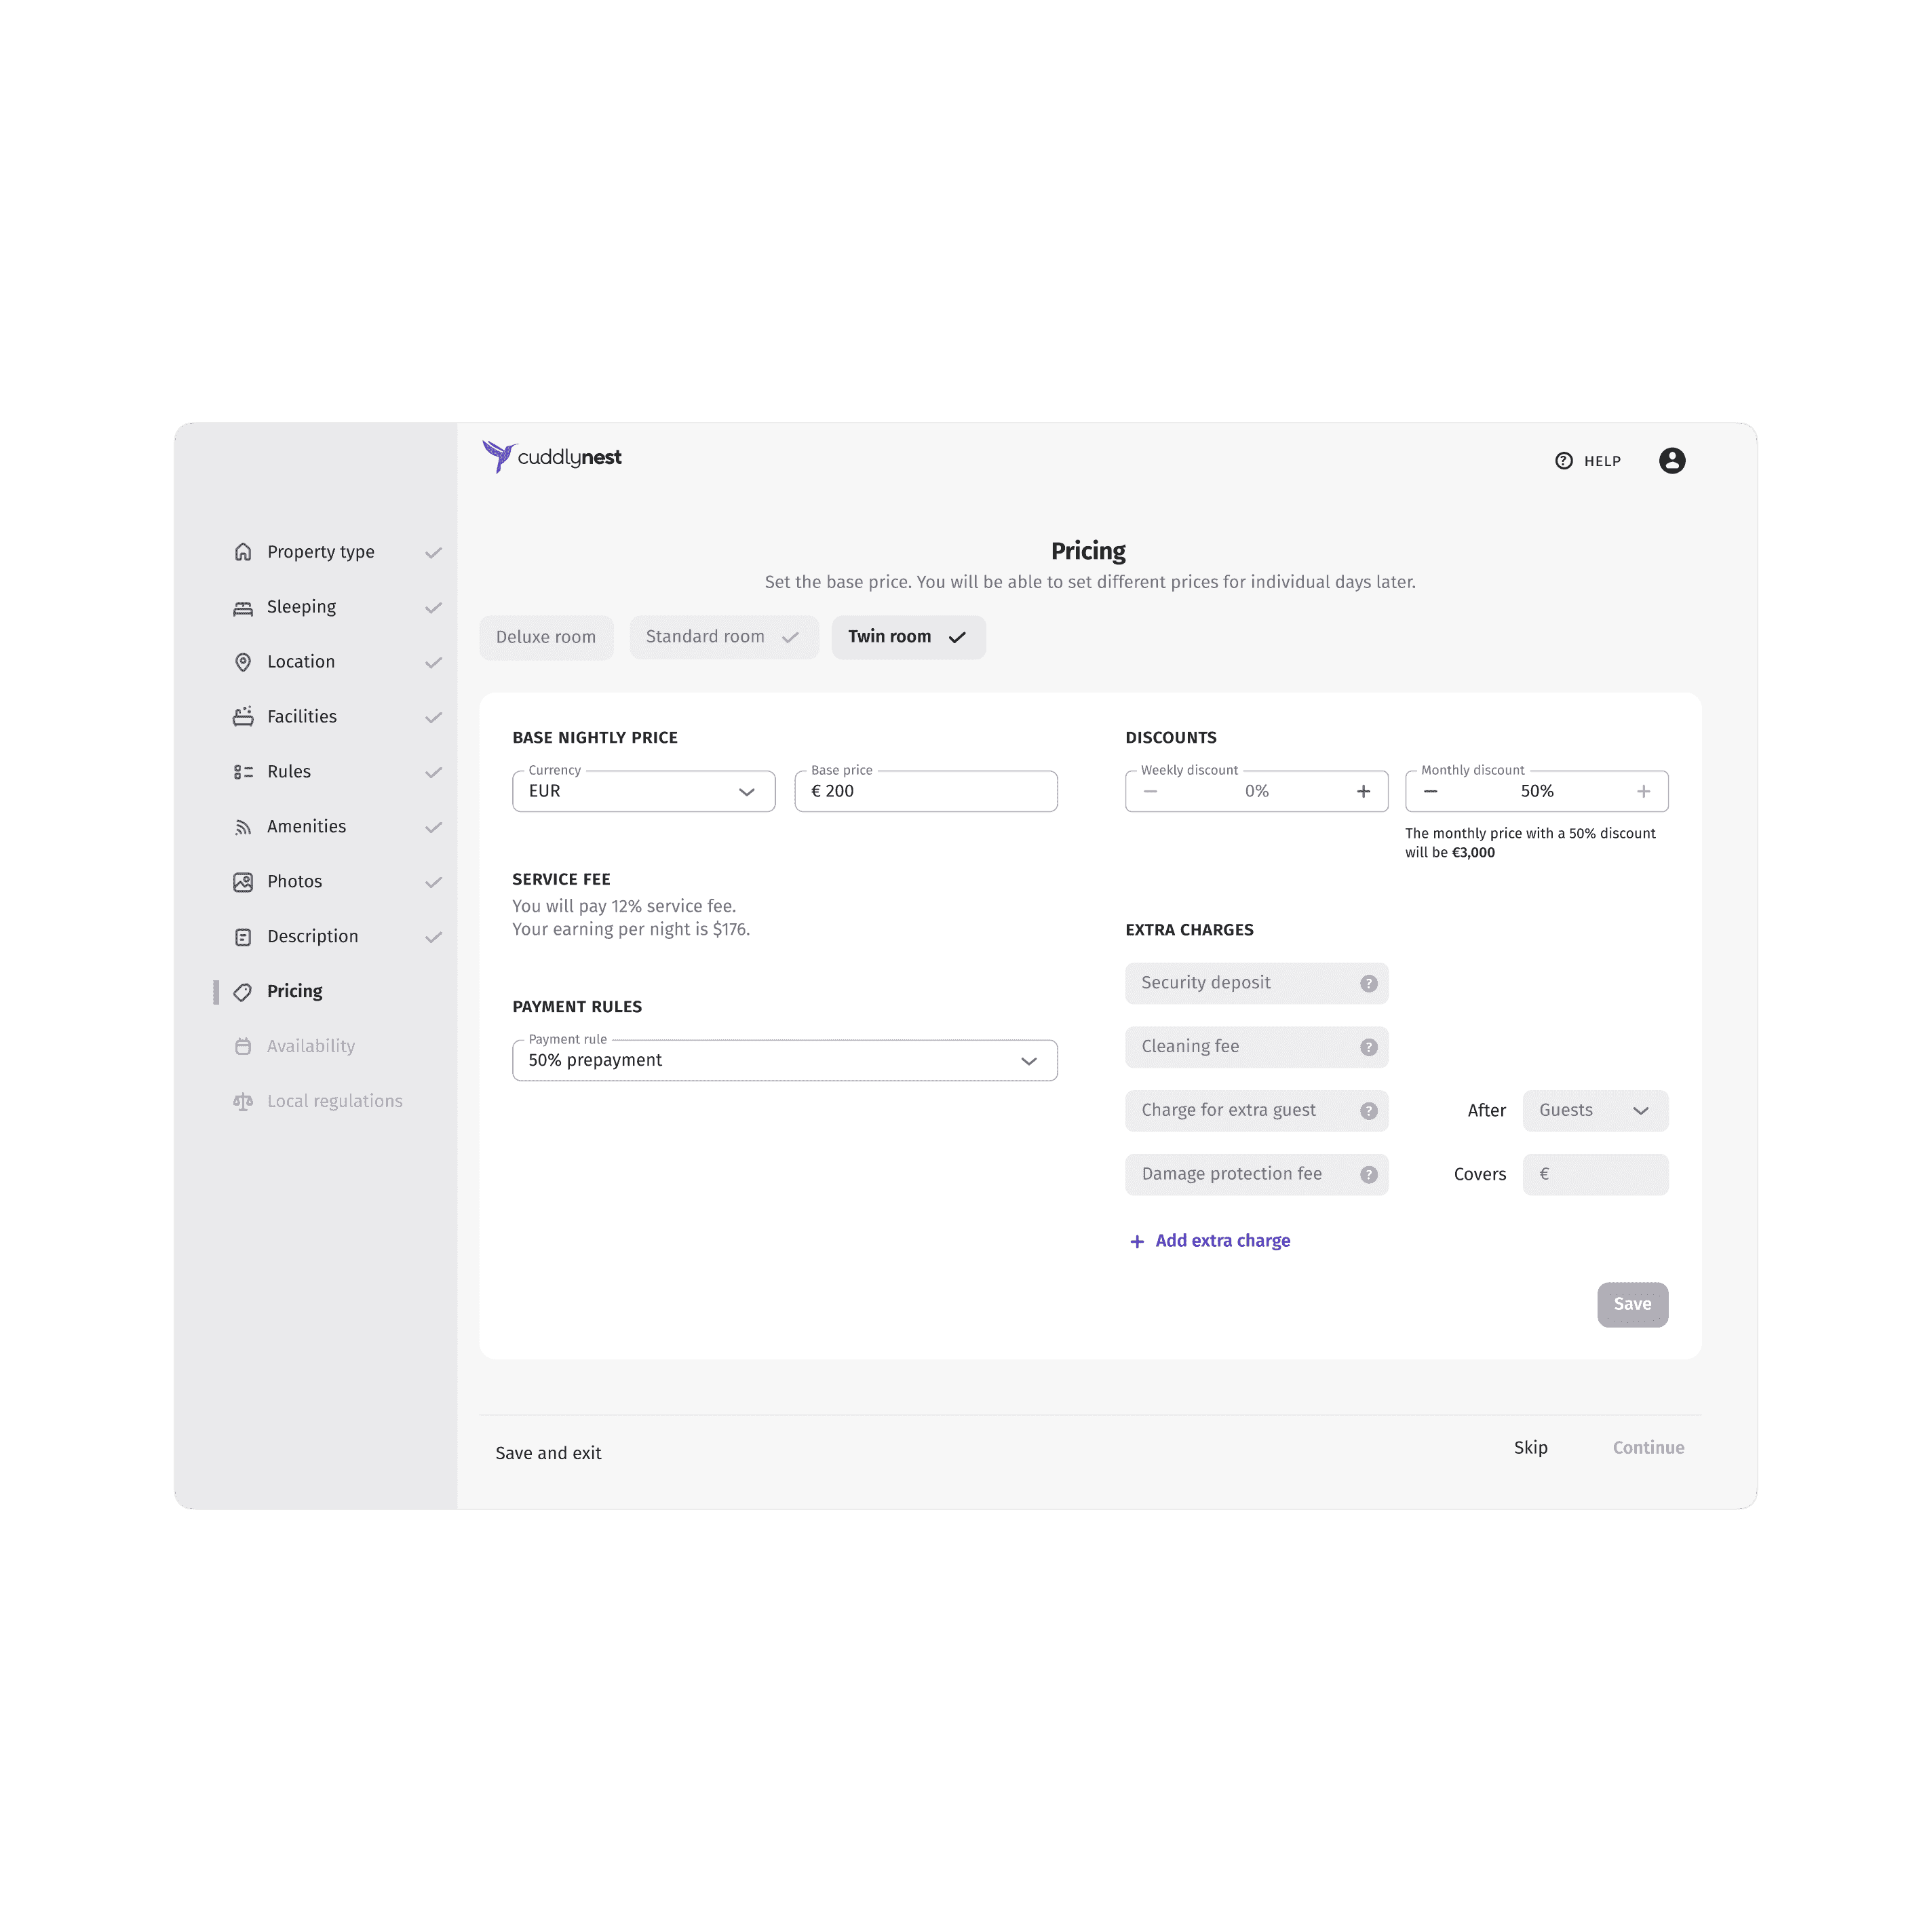 cuddlynest
HELP
Property type
Sleeping
Location
Facilities
Rules
Amenities
Photos
Description
Pricing
Availability
Local regulations
Pricing
Set the base price. You will be able to set different prices for individual days later.
Deluxe room
Standard room
Twin room
BASE NIGHTLY PRICE
Currency
EUR
Base price
€ 200
SERVICE FEE
You will pay 12% service fee.
Your earning per night is $176.
PAYMENT RULES
Payment rule
50% prepayment
DISCOUNTS
Weekly discount
0%
Monthly discount
50%
The monthly price with a 50% discount
will be €3,000
EXTRA CHARGES
Security deposit
Cleaning fee
Charge for extra guest
After
Guests
Damage protection fee
Covers
€
+ Add extra charge
Save
Save and exit
Skip
Continue